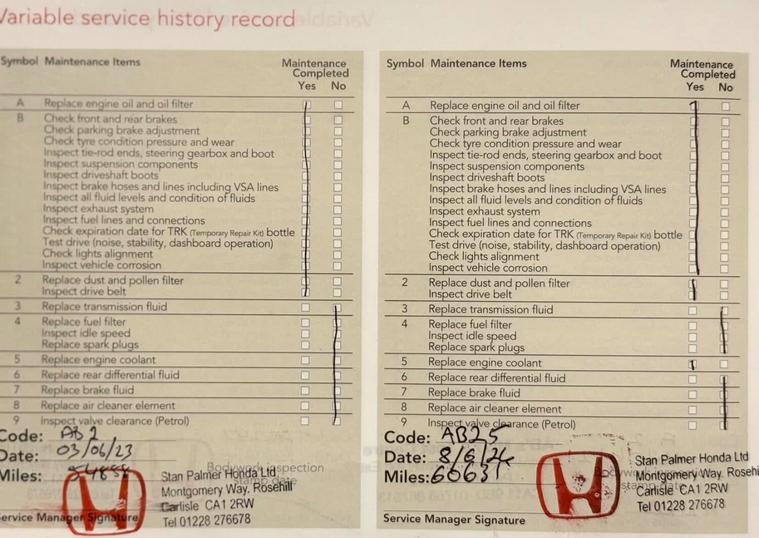 Variable service history record
Symbol Maintenance Items Maintenance Completed Yes No
A Replace engine oil and oil filter
B Check front and rear brakes
Check parking brake adjustment
Check tyre condition pressure and wear
Inspect tie-rod ends, steering gearbox and boot
Inspect suspension components
Inspect driveshaft boots
Inspect brake hoses and lines including VSA lines
Inspect all fluid levels and condition of fluids
Inspect exhaust system
Inspect fuel lines and connections
Check expiration date for TRK (Temporary Repair Kit) bottle
Test drive (noise, stability, dashboard operation)
Check lights alignment
Inspect vehicle corrosion
2 Replace dust and pollen filter
Inspect drive belt
3 Replace transmission fluid
4 Replace fuel filter
Inspect idle speed
Replace spark plugs
5 Replace engine coolant
6 Replace rear differential fluid
7 Replace brake fluid
8 Replace air cleaner element
9 Inspect valve clearance (Petrol)
Code: AB2
Date: 03/06/23
Miles:
Bodywork inspection
stamp date
Stan Palmer Honda Ltd
Montgomery Way. Rosehill
Carlisle CA1 2RW
Tel 01228 276678
Service Manager Signature
Symbol Maintenance Items Maintenance Completed Yes No
A Replace engine oil and oil filter
B Check front and rear brakes
Check parking brake adjustment
Check tyre condition pressure and wear
Inspect tie-rod ends, steering gearbox and boot
Inspect suspension components
Inspect driveshaft boots
Inspect brake hoses and lines including VSA lines
Inspect all fluid levels and condition of fluids
Inspect exhaust system
Inspect fuel lines and connections
Check expiration date for TRK (Temporary Repair Kit) bottle
Test drive (noise, stability, dashboard operation)
Check lights alignment
Inspect vehicle corrosion
2 Replace dust and pollen filter
Inspect drive belt
3 Replace transmission fluid
4 Replace fuel filter
Inspect idle speed
Replace spark plugs
5 Replace engine coolant
6 Replace rear differential fluid
7 Replace brake fluid
8 Replace air cleaner element
9 Inspect valve clearance (Petrol)
Code: AB25
Date: 8/6/24
Miles: 60631
Stan Palmer Honda Ltd
Montgomery Way. Rosehi
Carlisle CA1 2RW
Tel 01228 276678
Service Manager Signature